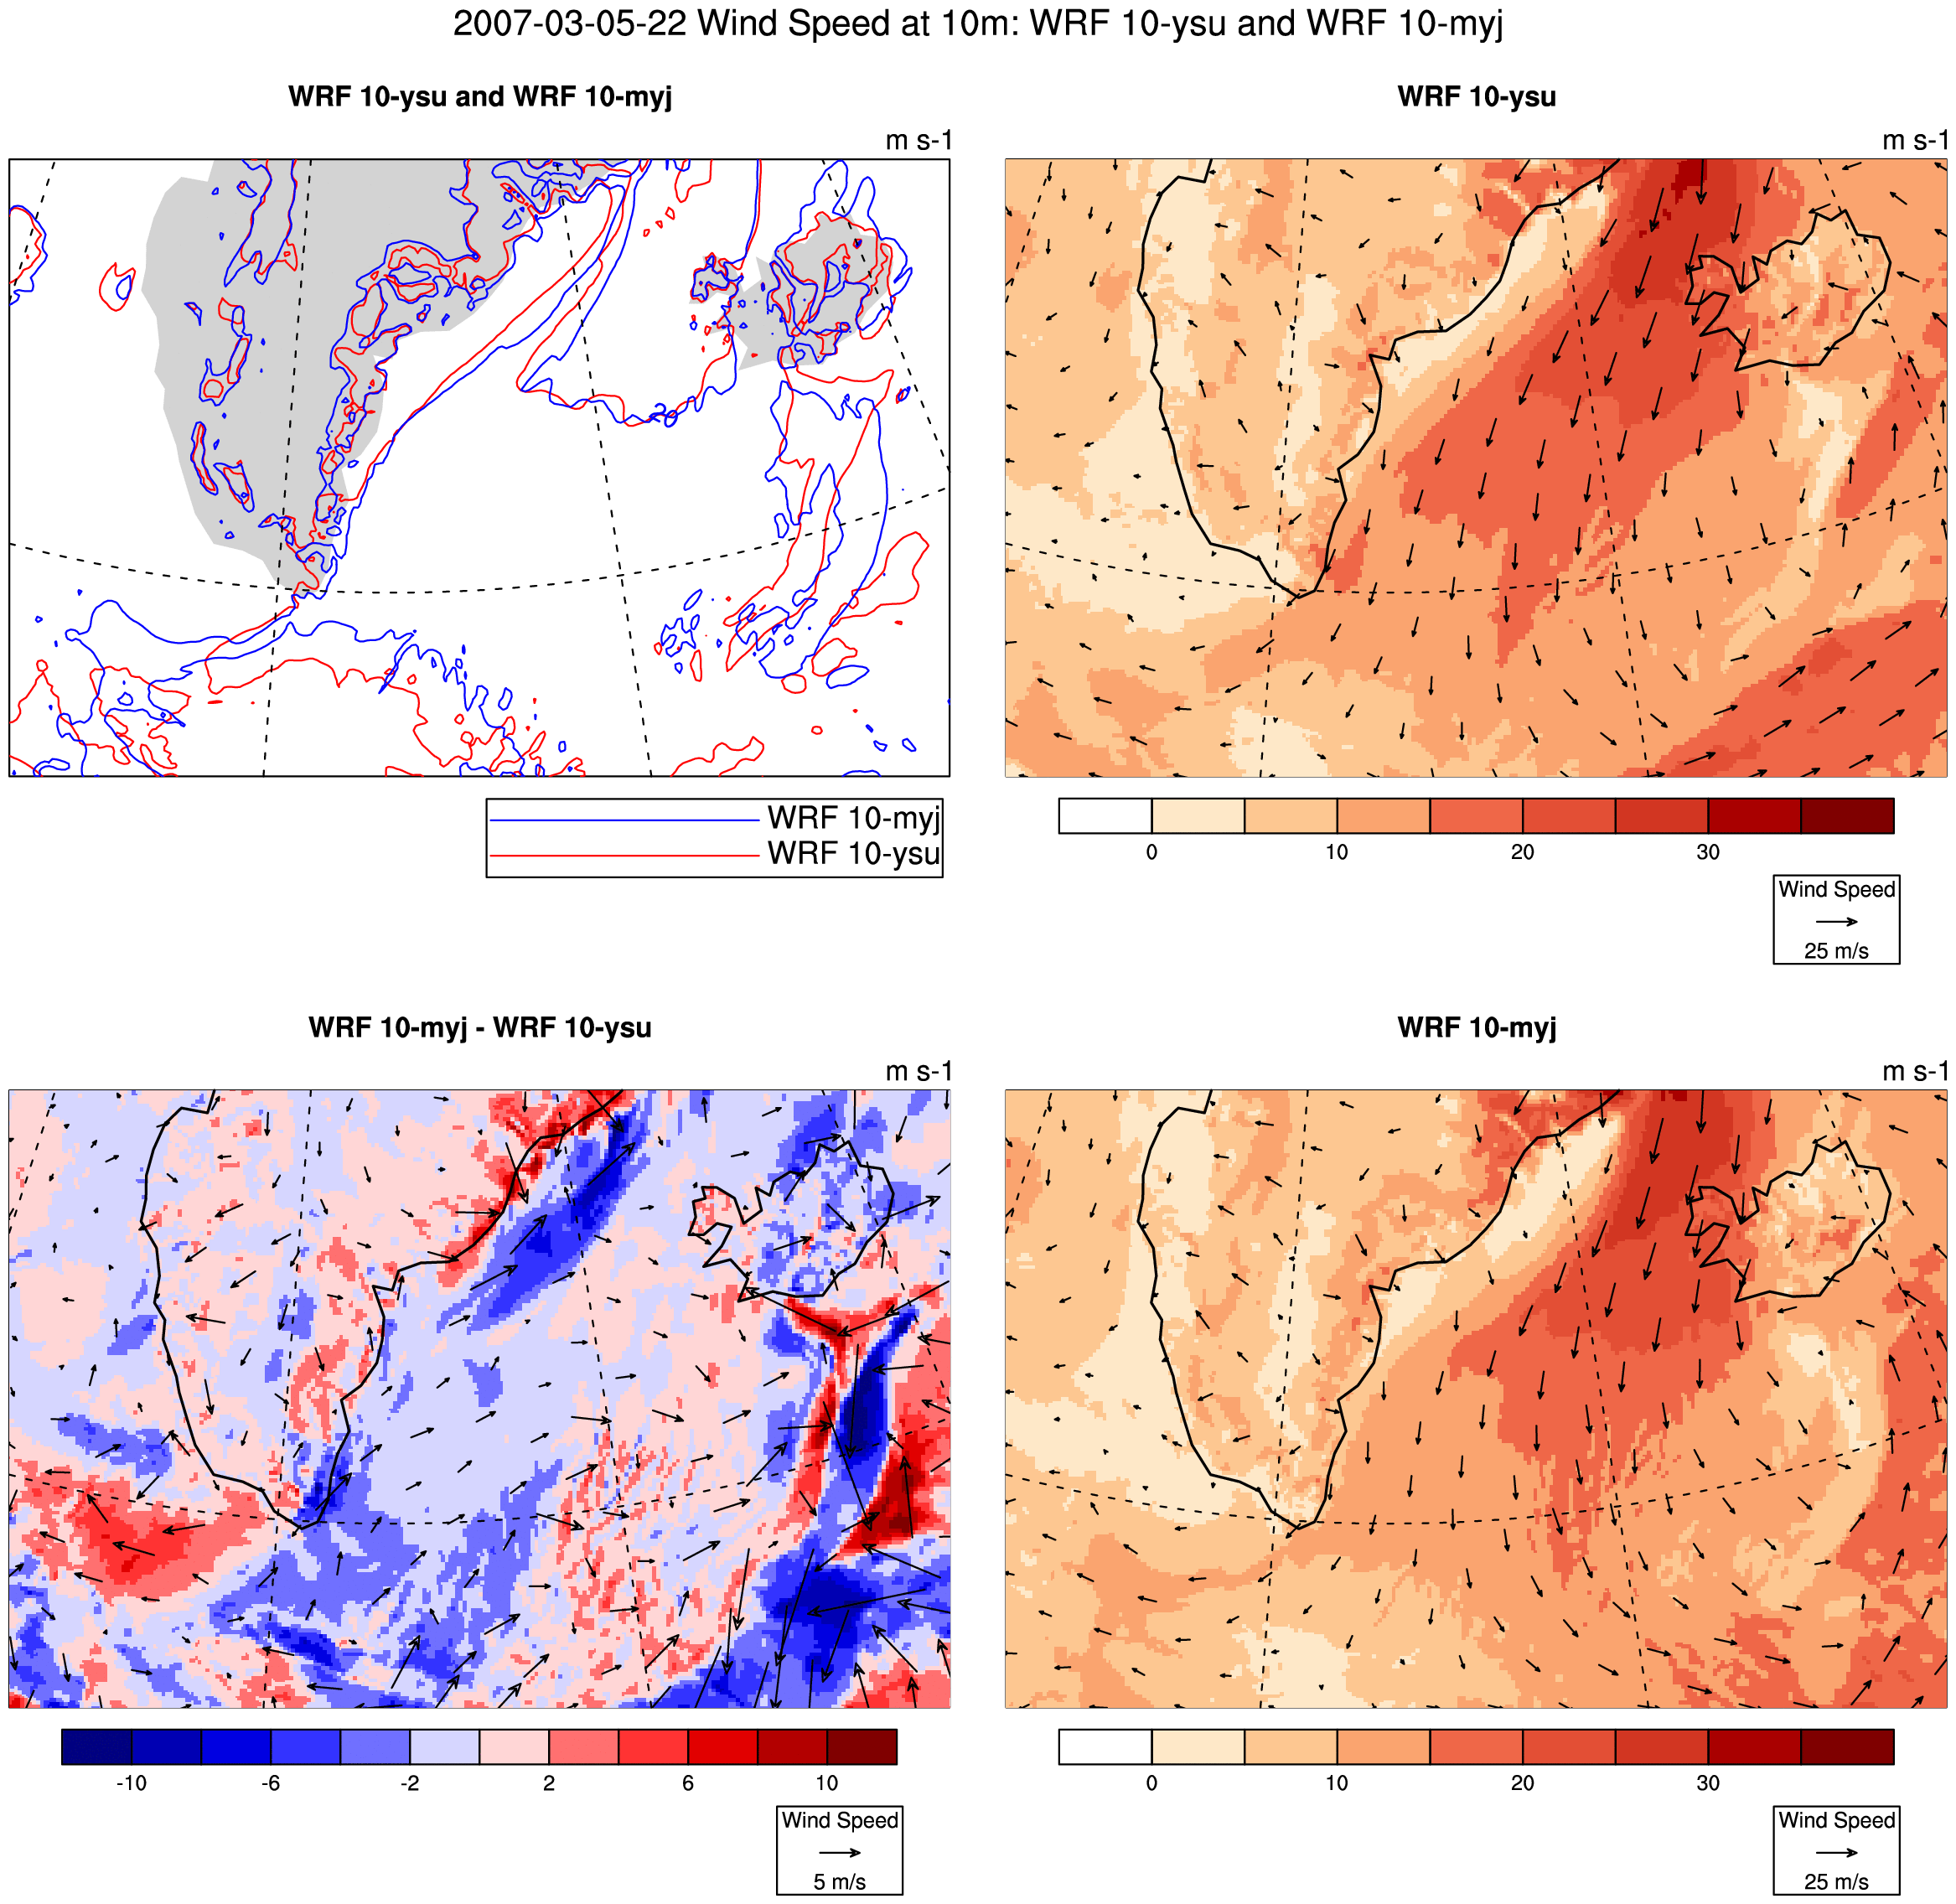 2007-03-05-22 Wind Speed at 10m: WRF 10-ysu and WRF 10-myj
WRF 10-ysu and WRF 10-myj
m s-1
20
WRF 10-myj
WRF 10-ysu
WRF 10-ysu
m s-1
0 10 20 30
Wind Speed
25 m/s
WRF 10-myj - WRF 10-ysu
m s-1
-10 -6 -2 2 6 10
Wind Speed
5 m/s
WRF 10-myj
m s-1
0 10 20 30
Wind Speed
25 m/s